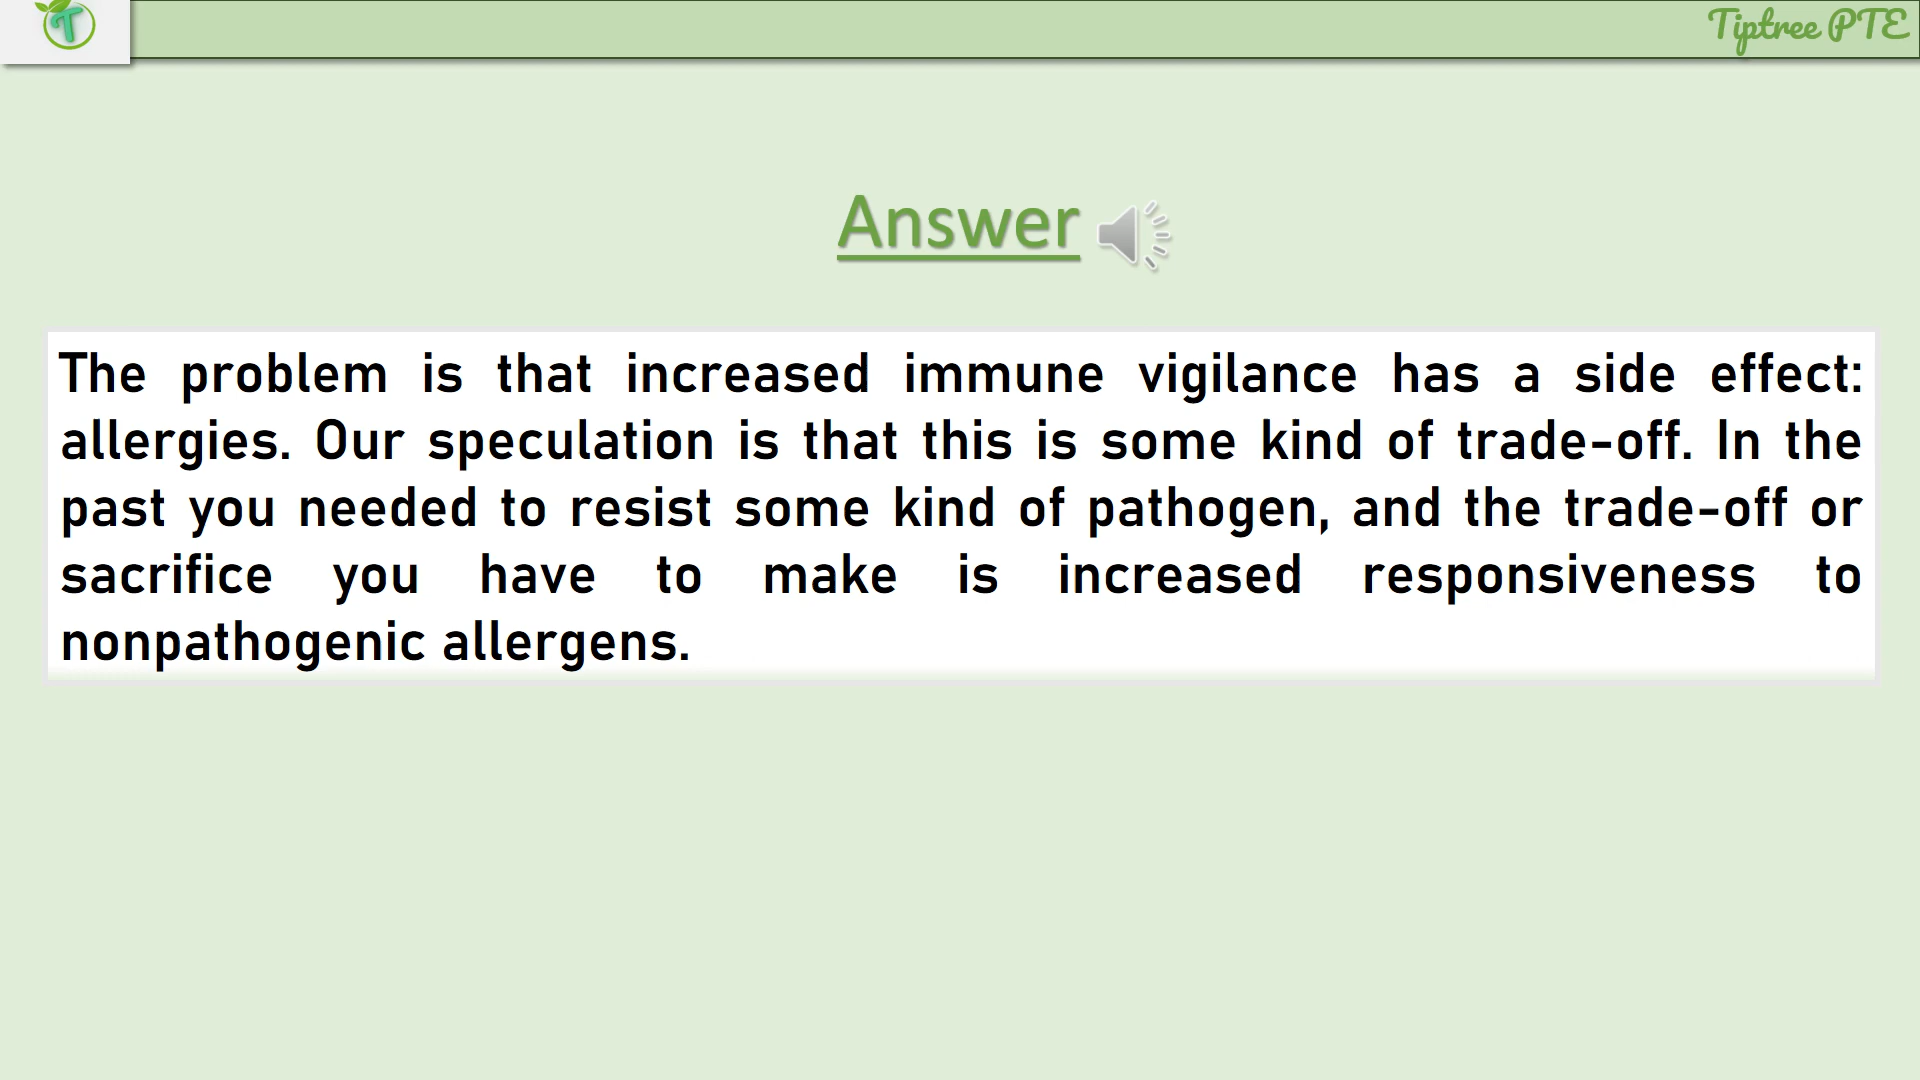 T
Tiptree PTE
Answer
The problem is that increased immune vigilance has a side effect:
allergies. Our speculation is that this is some kind of trade-off. In the
past you needed to resist some kind of pathogen, and the trade-off or
sacrifice you have to make is increased responsiveness to
nonpathogenic allergens.